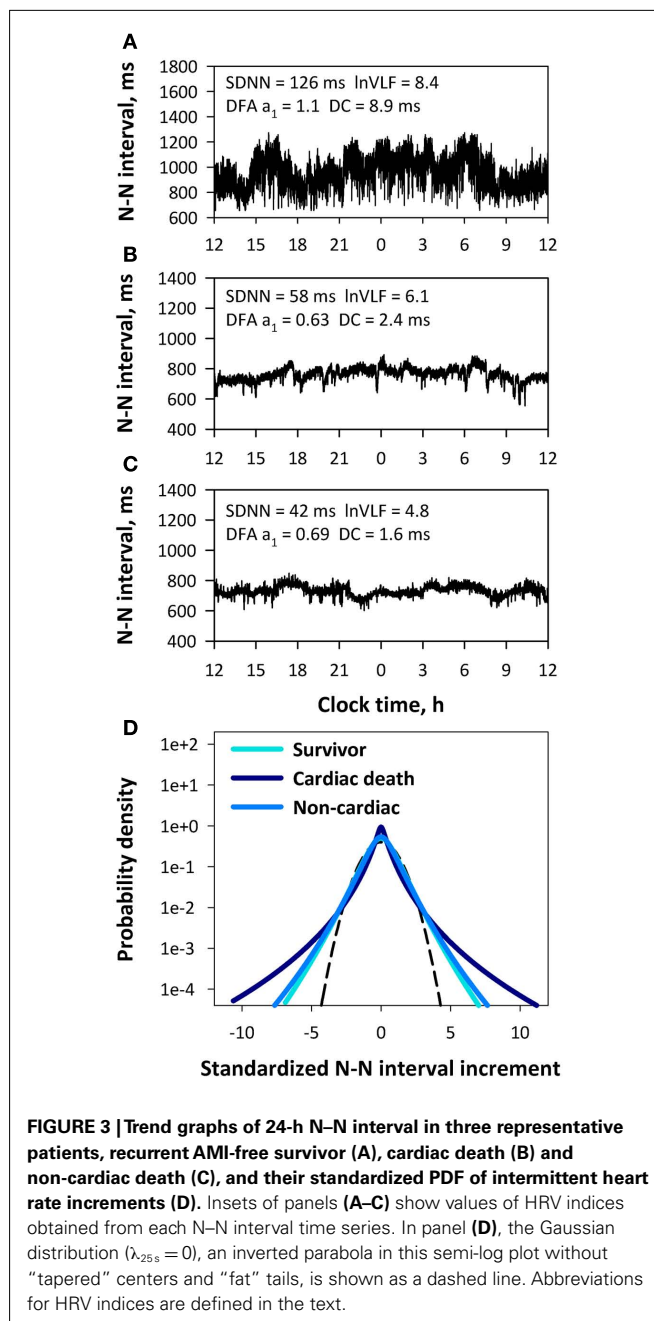 A
N-N interval, ms
1800
1600
1400
1200
1000
800
600
SDNN = 126 ms lnVLF = 8.4
DFA a₁ = 1.1 DC = 8.9 ms
12 15 18 21 0 3 6 9 12
B
N-N interval, ms
1400
1200
1000
800
600
400
SDNN = 58 ms lnVLF = 6.1
DFA a₁ = 0.63 DC = 2.4 ms
12 15 18 21 0 3 6 9 12
C
N-N interval, ms
1400
1200
1000
800
600
400
SDNN = 42 ms lnVLF = 4.8
DFA a₁ = 0.69 DC = 1.6 ms
12 15 18 21 0 3 6 9 12
Clock time, h
D
Probability density
1e+2
1e+1
1e+0
1e-1
1e-2
1e-3
1e-4
Survivor
Cardiac death
Non-cardiac
-10 -5 0 5 10
Standardized N-N interval increment
FIGURE 3 | Trend graphs of 24-h N–N interval in three representative
patients, recurrent AMI-free survivor (A), cardiac death (B) and
non-cardiac death (C), and their standardized PDF of intermittent heart
rate increments (D). Insets of panels (A–C) show values of HRV indices
obtained from each N–N interval time series. In panel (D), the Gaussian
distribution (λ₂₅ₛ = 0), an inverted parabola in this semi-log plot without
“tapered” centers and “fat” tails, is shown as a dashed line. Abbreviations
for HRV indices are defined in the text.